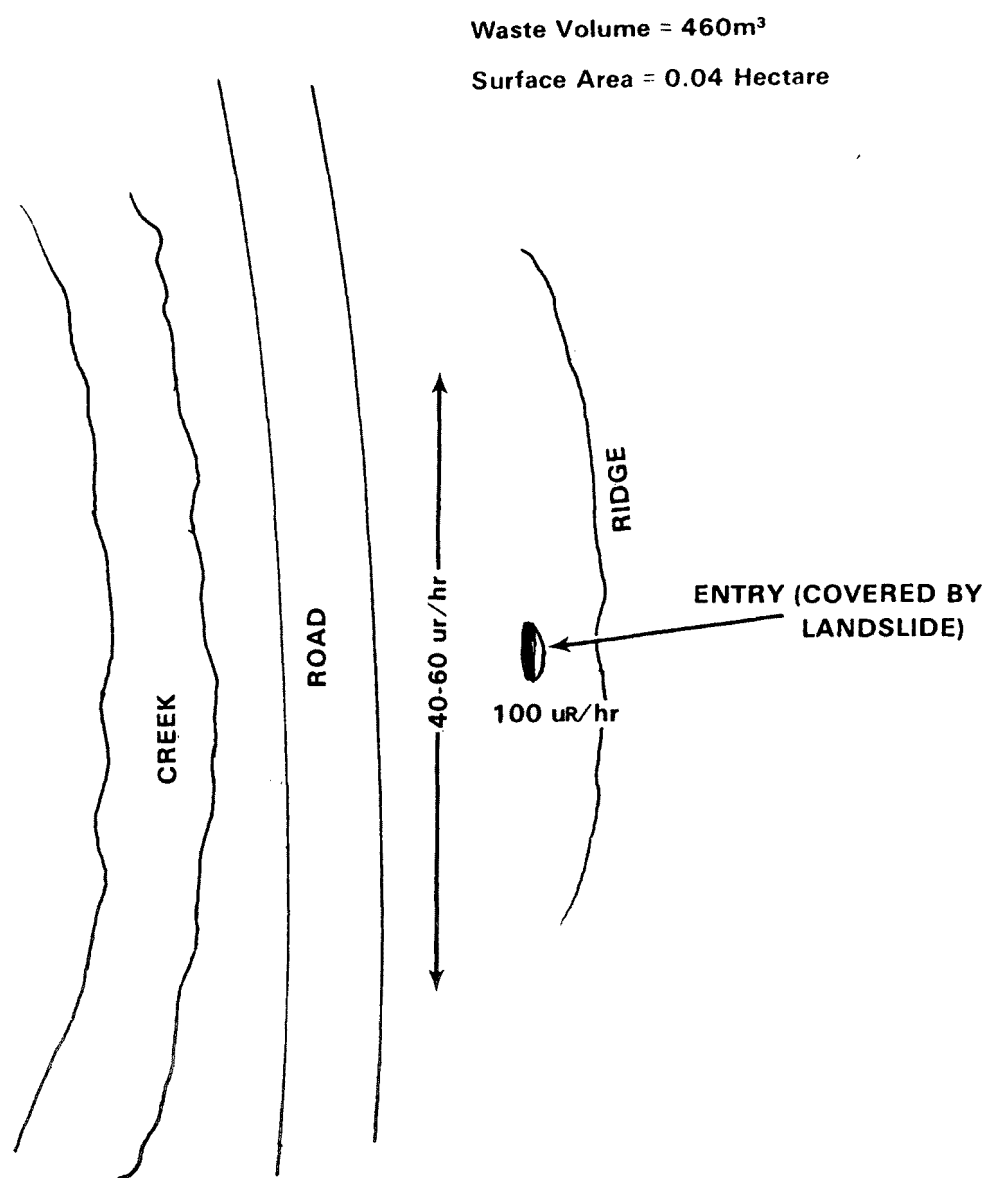 Waste Volume = 460m³
Surface Area = 0.04 Hectare
RIDGE
ENTRY (COVERED BY
LANDSLIDE)
ROAD
40-60 ur/hr
100 uR/hr
CREEK